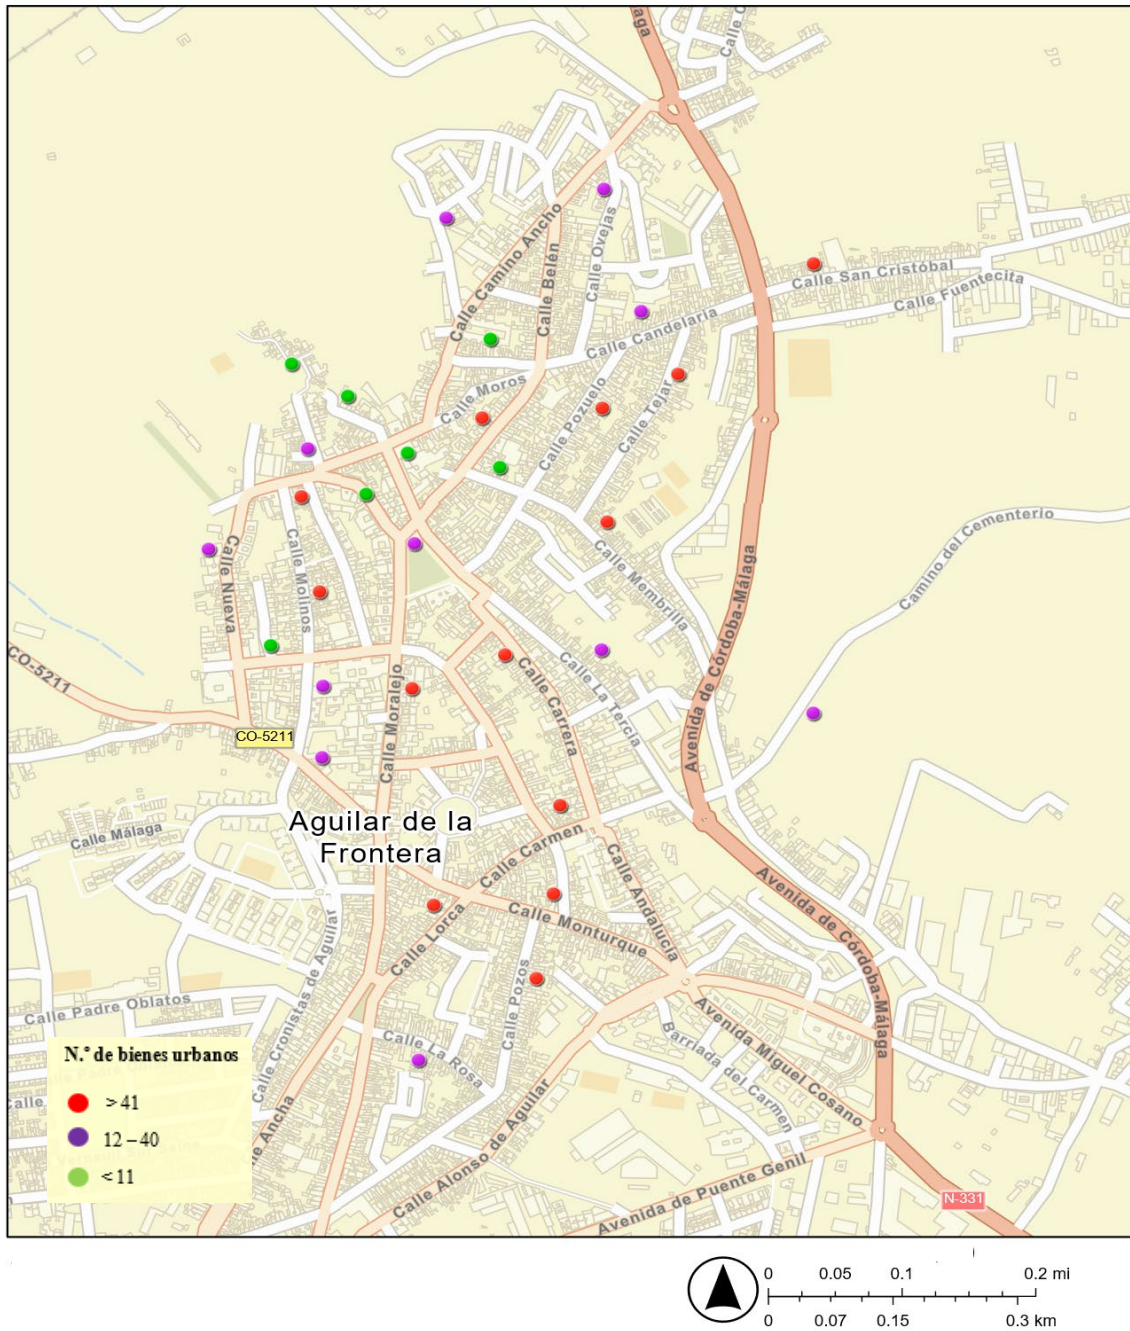 laga
Calle C
Calle Camino Ancho
Calle Belén
Calle Ovejas
Calle San Cristóbal
Calle Fuentecita
Calle Candelaria
Calle Moros
Calle Pozuelo
Calle Tejar
Calle Nueva
Calle Molinos
Calle Membrilla
Camino del Cementerio
Avenida de Córdoba-Málaga
CO-5211
CO-5211
Calle Moralejo
Calle Carrera
Calle La Tercia
Aguilar de la
Frontera
Calle Málaga
Calle Carmen
Calle Andalucía
Avenida de Córdoba-Málaga
Calle Lorca
Calle Monturque
Calle Cronistas de Aguilar
Calle Padre Oblatos
Calle Pozos
Calle La Rosa
Barriada del Carmen
Avenida Miguel Cosano
Calle Alonso de Aguilar
Avenida de Puente Genil
lle Ancha
Calle
N-331
N.º de bienes urbanos
> 41
12 – 40
< 11
0 0.05 0.1 0.2 mi
0 0.07 0.15 0.3 km